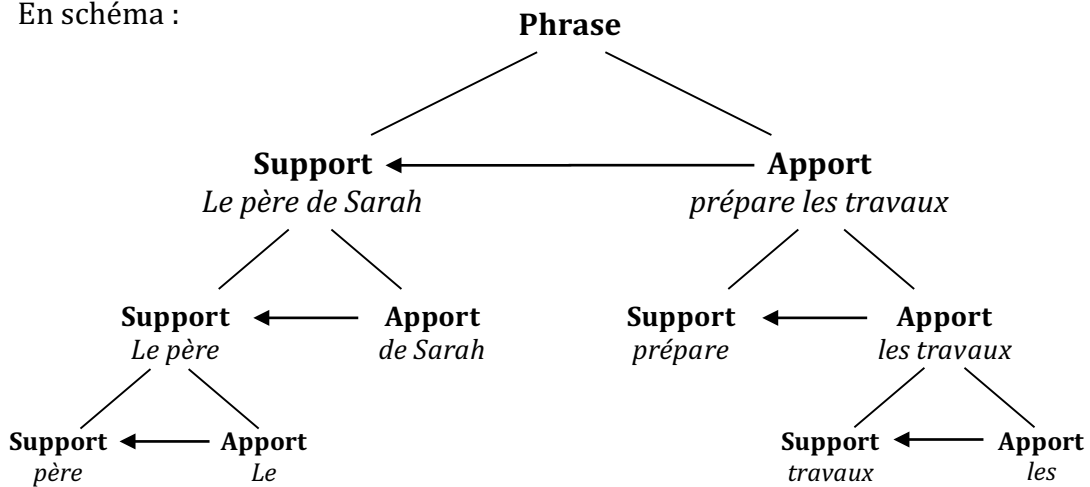 En schéma :
Phrase
Support Apport
Le père de Sarah prépare les travaux
Support Apport Support Apport
Le père de Sarah prépare les travaux
Support Apport Support Apport
père Le travaux les